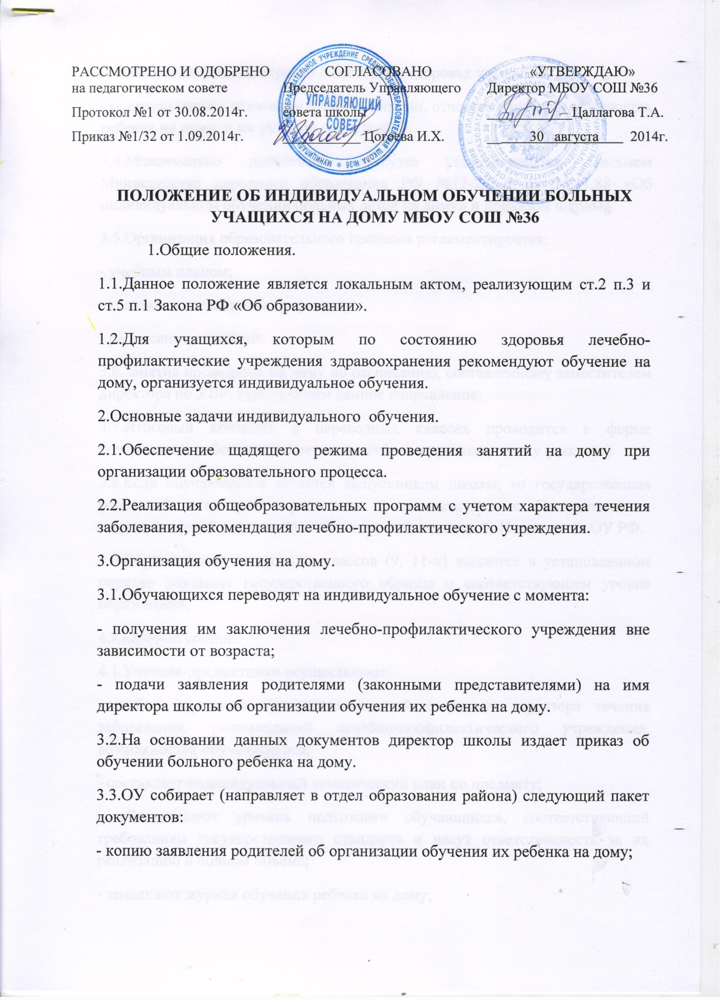 РАССМОТРЕНО И ОДОБРЕНО
на педагогическом совете
Протокол №1 от 30.08.2014г.
Приказ №1/32 от 1.09.2014г.
СОГЛАСОВАНО
Председатель Управляющего
совета школы
Цогоева И.Х.
УПРАВЛЯЮЩИЙ
СОВЕТ
«УТВЕРЖДАЮ»
Директор МБОУ СОШ №36
Цаллагова Т.А.
30 августа 2014г.
ПОЛОЖЕНИЕ ОБ ИНДИВИДУАЛЬНОМ ОБУЧЕНИИ БОЛЬНЫХ
УЧАЩИХСЯ НА ДОМУ МБОУ СОШ №36
1.Общие положения.
1.1.Данное положение является локальным актом, реализующим ст.2 п.3 и
ст.5 п.1 Закона РФ «Об образовании».
1.2.Для учащихся, которым по состоянию здоровья лечебно-
профилактические учреждения здравоохранения рекомендуют обучение на
дому, организуется индивидуальное обучения.
2.Основные задачи индивидуального обучения.
2.1.Обеспечение щадящего режима проведения занятий на дому при
организации образовательного процесса.
2.2.Реализация общеобразовательных программ с учетом характера течения
заболевания, рекомендация лечебно-профилактического учреждения.
3.Организация обучения на дому.
3.1.Обучающихся переводят на индивидуальное обучение с момента:
- получения им заключения лечебно-профилактического учреждения вне
зависимости от возраста;
- подачи заявления родителями (законными представителями) на имя
директора школы об организации обучения их ребенка на дому.
3.2.На основании данных документов директор школы издает приказ об
обучении больного ребенка на дому.
3.3.ОУ собирает (направляет в отдел образования района) следующий пакет
документов:
- копию заявления родителей об организации обучения их ребенка на дому;